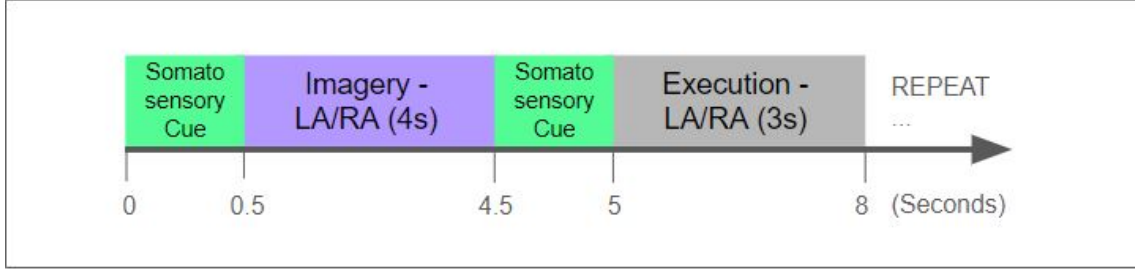 Somato
sensory
Cue
Imagery -
LA/RA (4s)
Somato
sensory
Cue
Execution -
LA/RA (3s)
REPEAT
...
0
0.5
4.5
5
8
(Seconds)